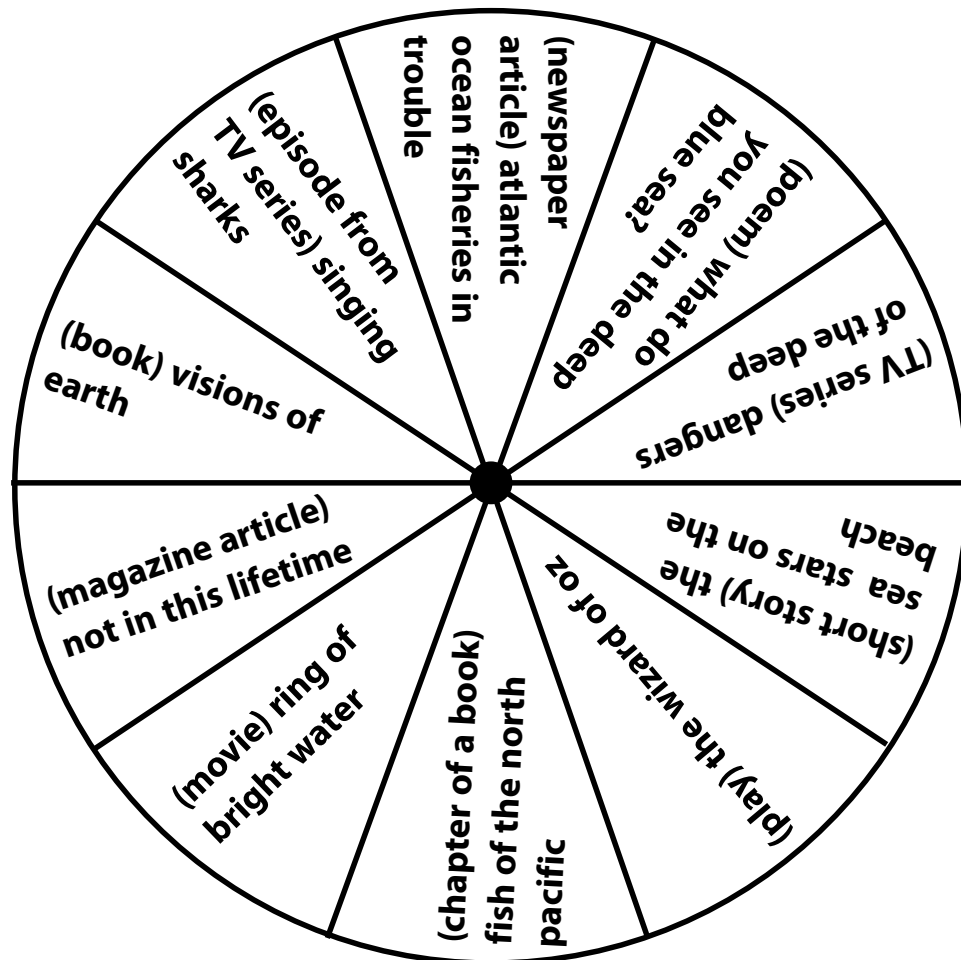 (newspaper
article) atlantic
ocean fisheries in
trouble
(poem) what do
you see in the deep
blue sea?
(TV series) dangers
of the deep
(short story) the
sea stars on the
beach
(play) the wizard of oz
(chapter of a book)
fish of the north
pacific
(movie) ring of
bright water
(magazine article)
not in this lifetime
(book) visions of
earth
(episode from
TV series) singing
sharks